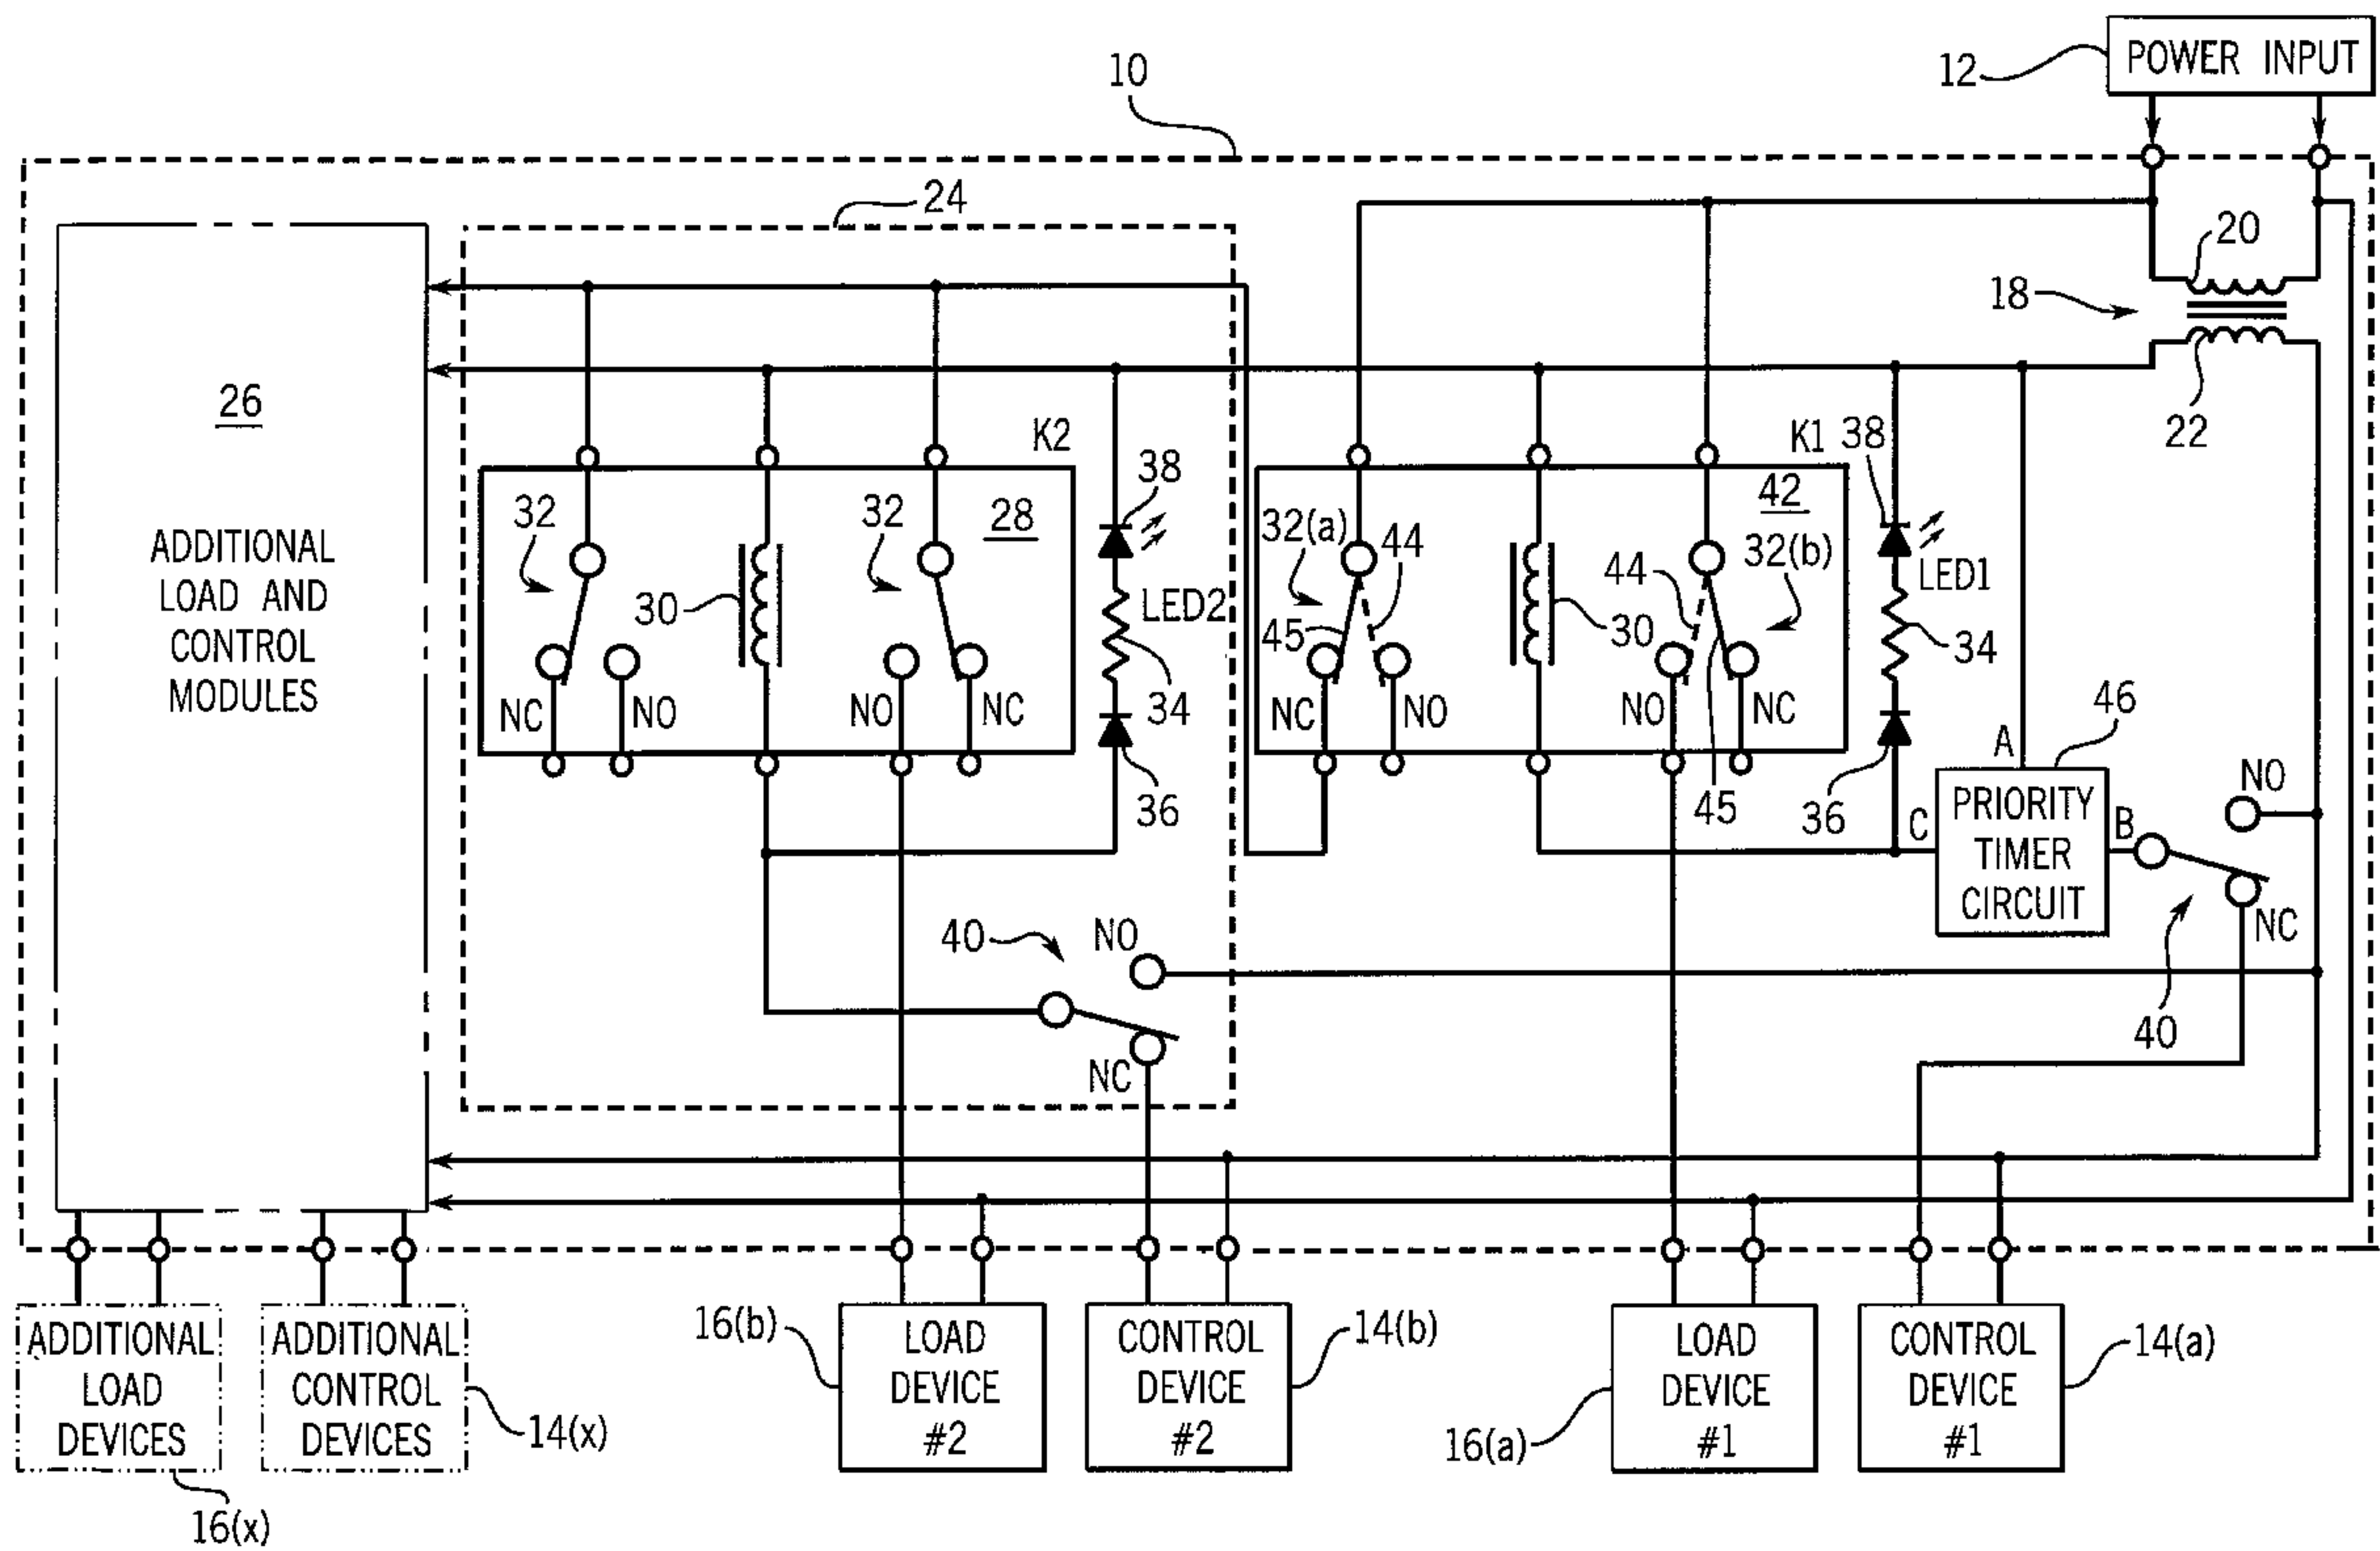 POWER INPUT
12
10
24
20
18
22
26
ADDITIONAL
LOAD AND
CONTROL
MODULES
K2
32
30
32
28
38
LED2
34
36
NC
NO
NO
NC
K1
42
38
32(a)
44
45
30
44
32(b)
45
LED1
34
36
NC
NO
NO
NC
A
46
PRIORITY
TIMER
CIRCUIT
C
B
NO
NC
40
40
NO
NC
ADDITIONAL
LOAD
DEVICES
16(x)
ADDITIONAL
CONTROL
DEVICES
14(x)
16(b)
LOAD
DEVICE
#2
CONTROL
DEVICE
#2
14(b)
16(a)
LOAD
DEVICE
#1
CONTROL
DEVICE
#1
14(a)